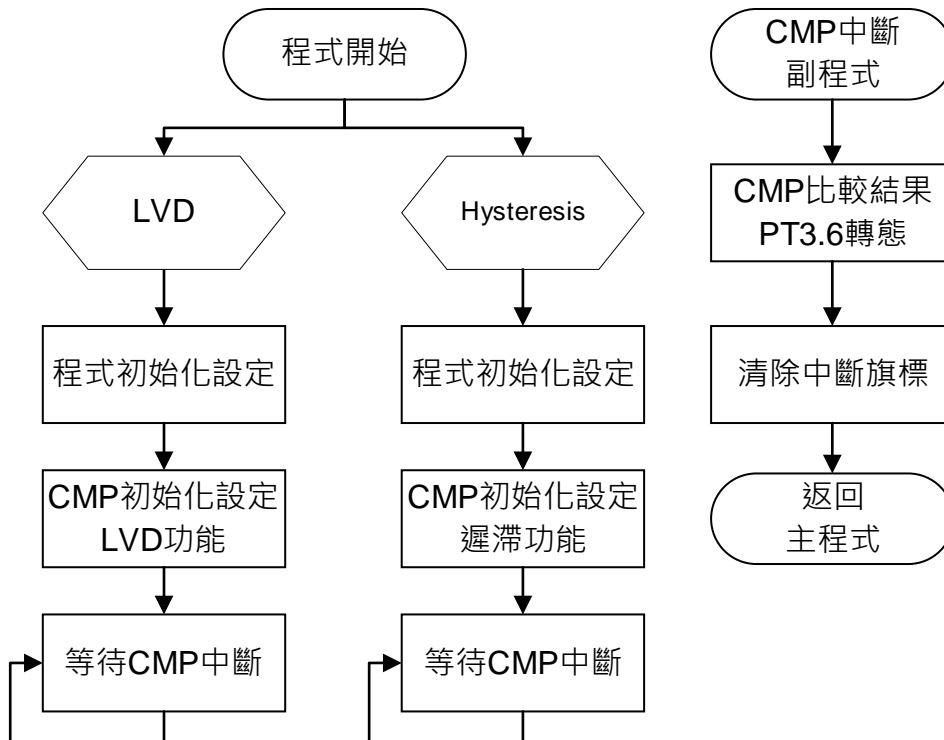 程式開始
LVD
程式初始化設定
CMP初始化設定
LVD功能
等待CMP中斷
Hysteresis
程式初始化設定
CMP初始化設定
遲滯功能
等待CMP中斷
CMP中斷
副程式
CMP比較結果
PT3.6轉態
清除中斷旗標
返回
主程式